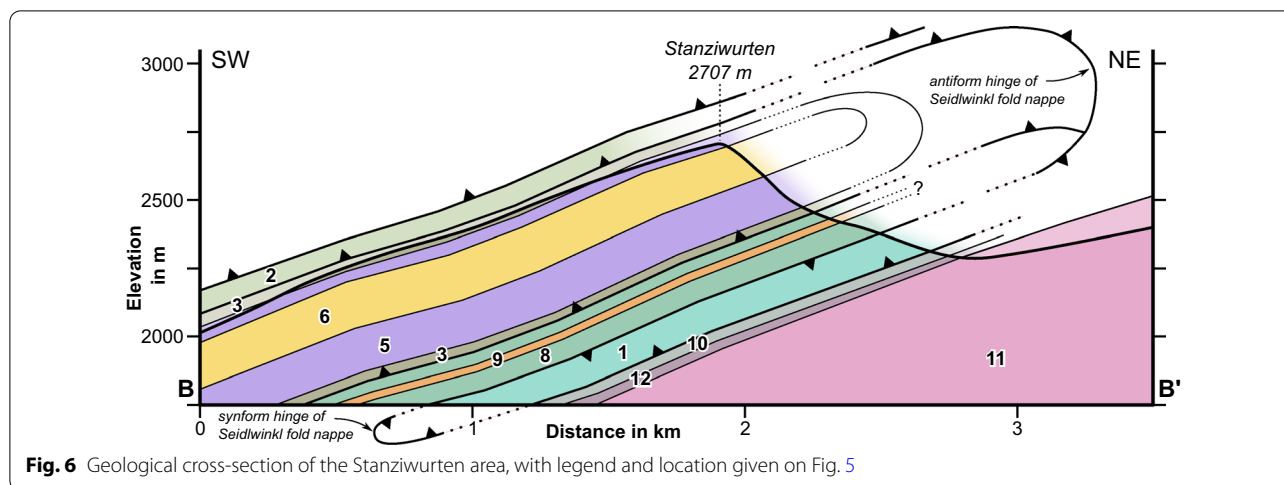 SW
Stanziwurten
2707 m
NE
antiform hinge of
Seidlwinkl fold nappe
3000
2500
2000
Elevation
in m
2
3
6
5
3
9
8
1
10
12
11
?
B
B'
synform hinge of
Seidlwinkl fold nappe
0
1
2
3
Distance in km
Fig. 6 Geological cross-section of the Stanziwurten area, with legend and location given on Fig. 5